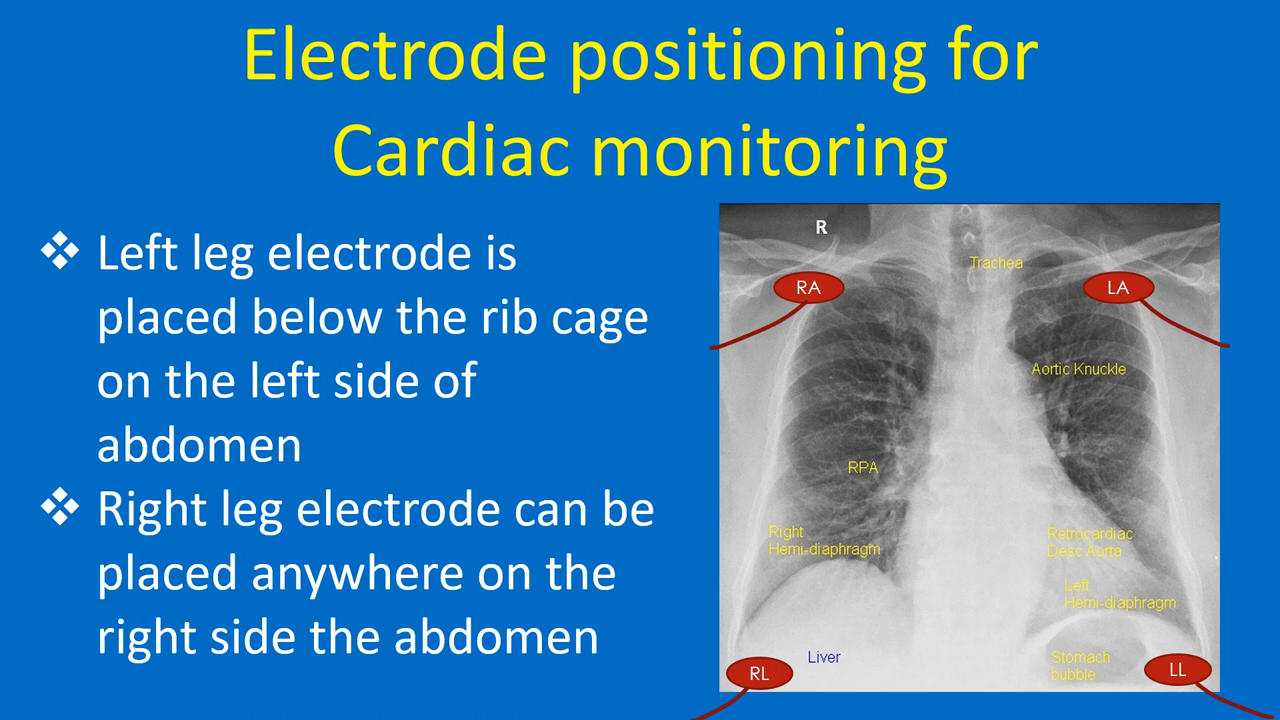 Electrode positioning for
Cardiac monitoring
❖ Left leg electrode is
placed below the rib cage
on the left side of
abdomen
❖ Right leg electrode can be
placed anywhere on the
right side the abdomen
R
Trachea
RA
LA
Aortic Knuckle
RPA
Right
Hemi-diaphragm
Retrocardiac
Desc Aorta
Left
Hemi-diaphragm
Liver
Stomach
bubble
RL
LL